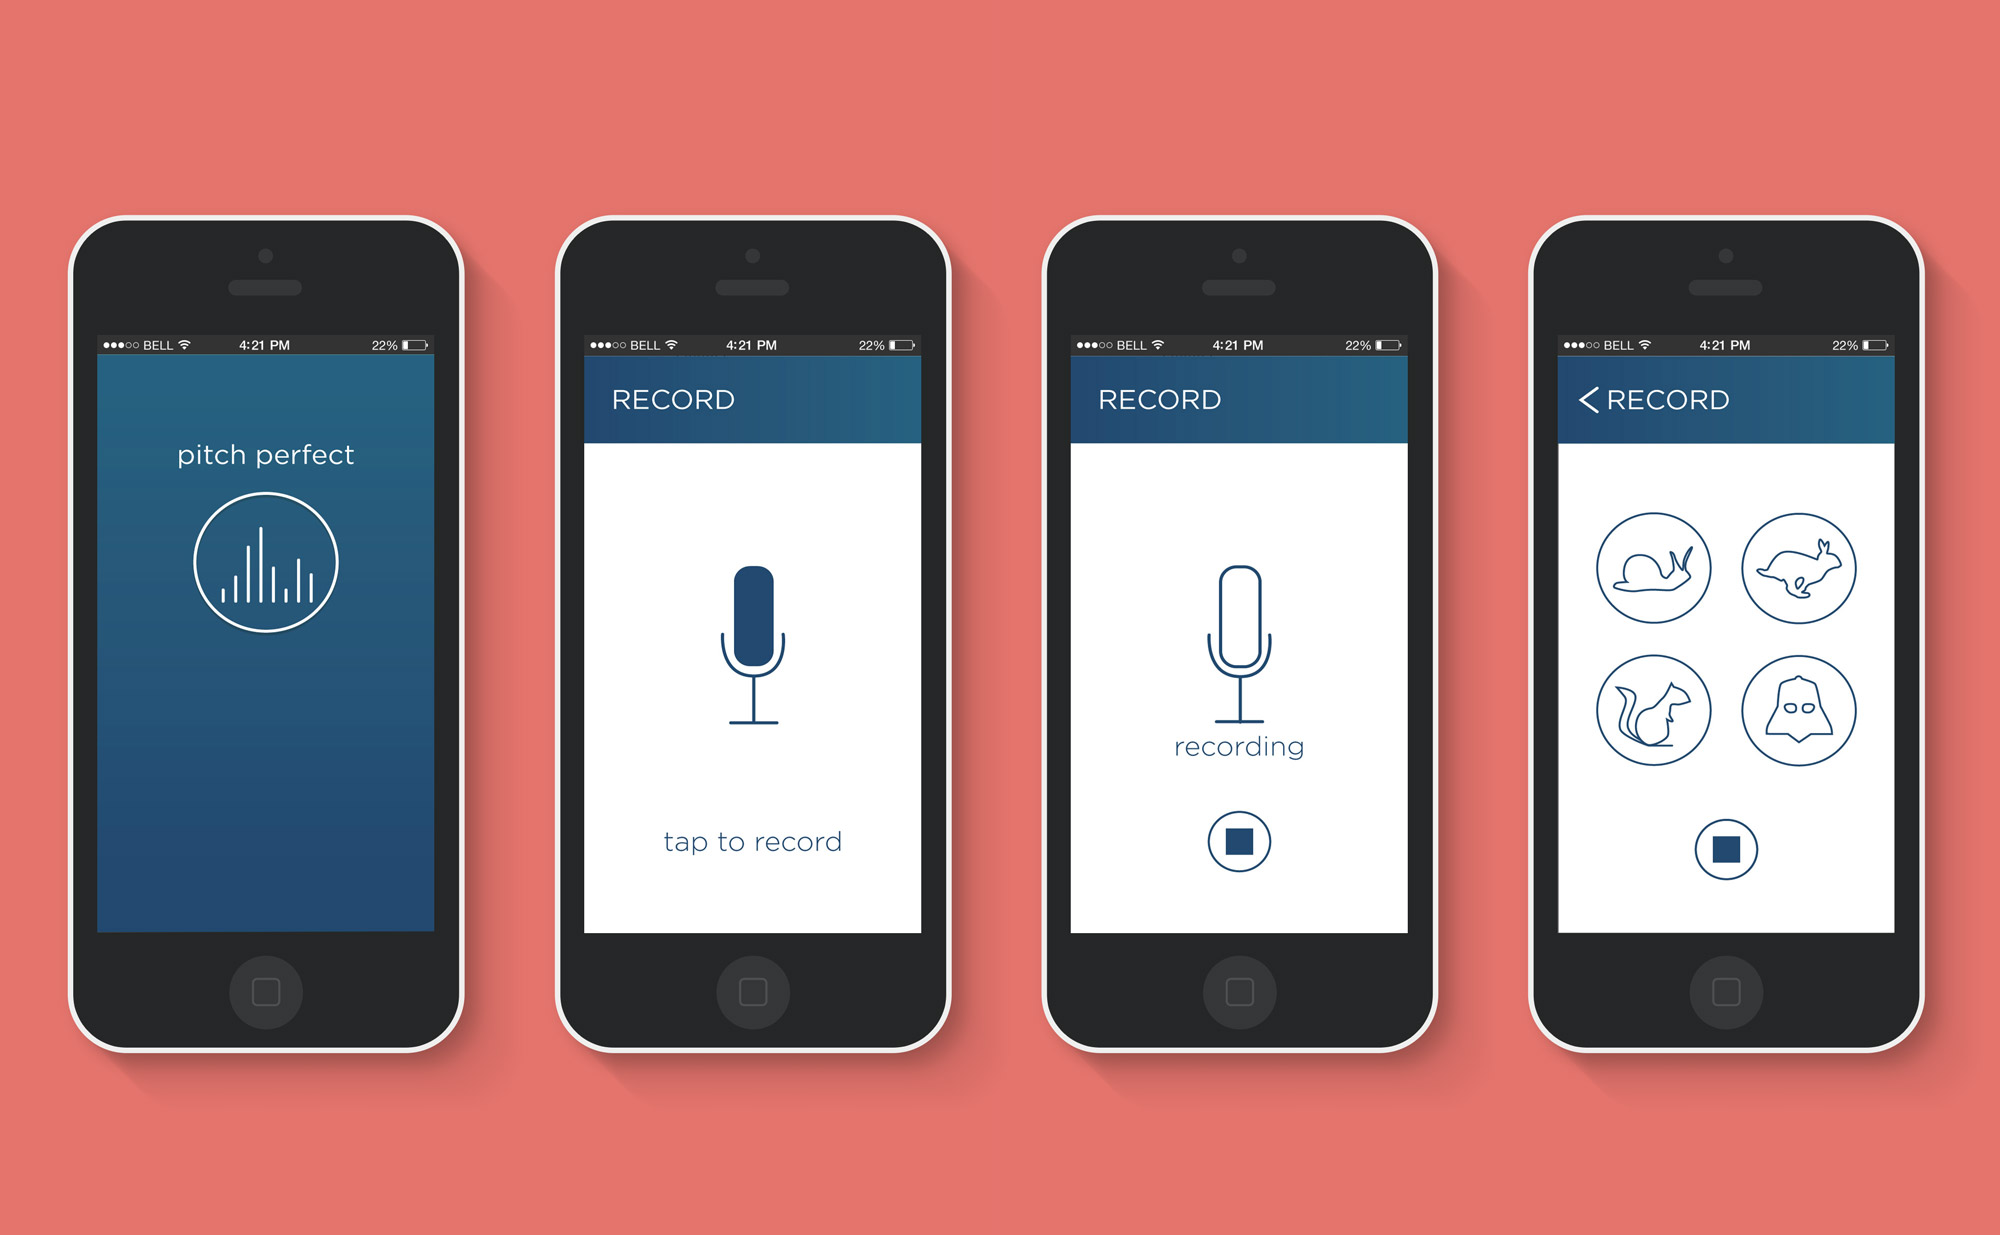 BELL 4:21 PM 22%
pitch perfect
BELL 4:21 PM 22%
RECORD
tap to record
BELL 4:21 PM 22%
RECORD
recording
BELL 4:21 PM 22%
RECORD